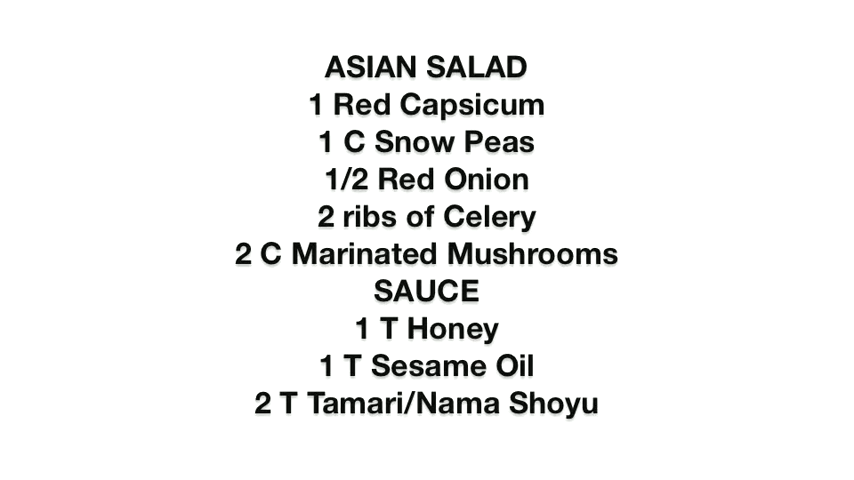 ASIAN SALAD
1 Red Capsicum
1 C Snow Peas
1/2 Red Onion
2 ribs of Celery
2 C Marinated Mushrooms
SAUCE
1 T Honey
1 T Sesame Oil
2 T Tamari/Nama Shoyu